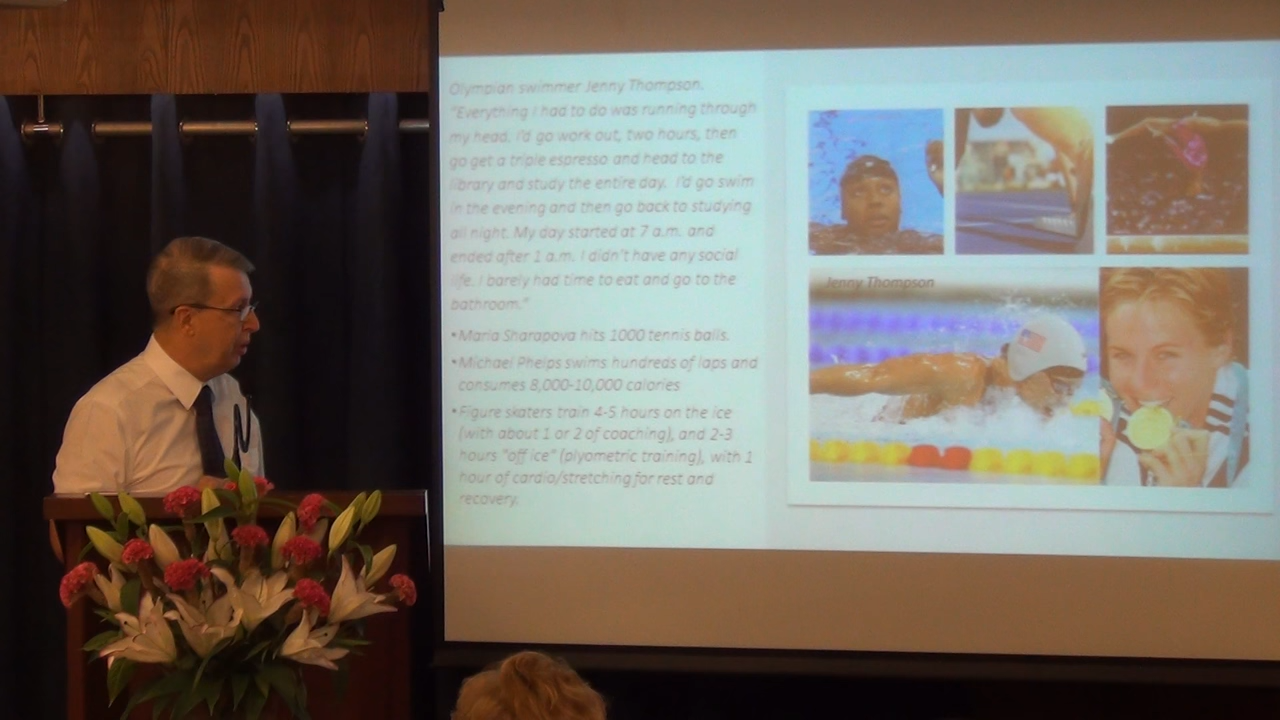 Olympian swimmer Jenny Thompson.
"Everything I had to do was running through
my head. I'd go work out, two hours, then
go get a triple espresso and head to the
library and study the entire day. I'd go swim
in the evening and then go back to studying
all night. My day started at 7 a.m. and
ended after 1 a.m. I didn't have any social
life. I barely had time to eat and go to the
bathroom."
•Maria Sharapova hits 1000 tennis balls.
•Michael Phelps swims hundreds of laps and
consumes 8,000-10,000 calories
•Figure skaters train 4-5 hours on the ice
(with about 1 or 2 of coaching), and 2-3
hours "off ice" (plyometric training), with 1
hour of cardio/stretching for rest and
recovery.
Jenny Thompson